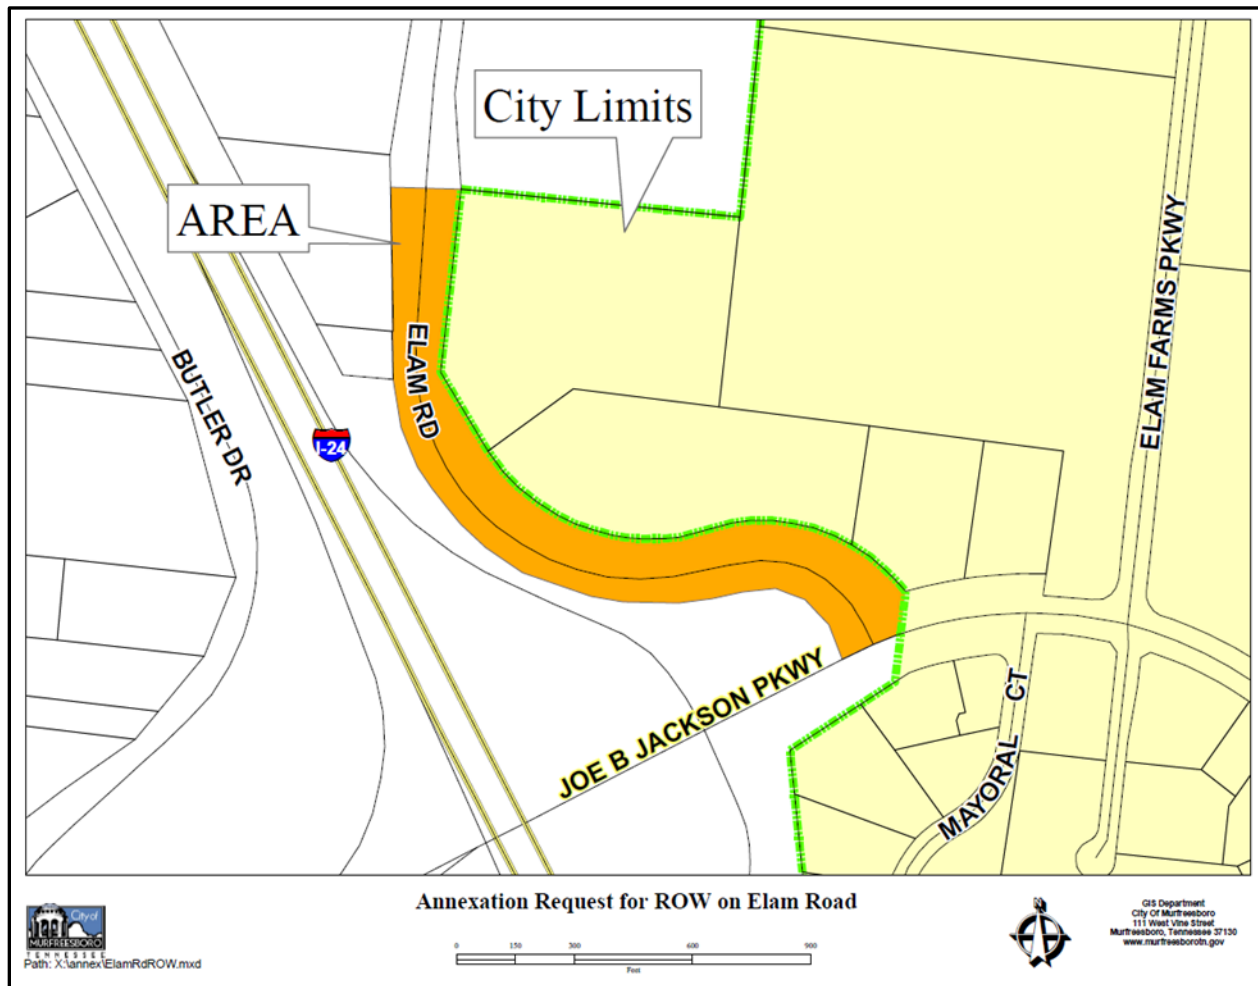 City Limits
AREA
ELAM RD
ELAM FARMS PKWY
BUTLER DR
I-24
JOE B JACKSON PKWY
MAYORAL CT
Annexation Request for ROW on Elam Road
City of
MURFREESBORO
TENNESSEE
Path: X:\annex\ElamRdROW.mxd
0 150 300 600 900
Feet
N
GIS Department
City Of Murfreesboro
111 West Vine Street
Murfreesboro, Tennessee 37130
www.murfreesborotn.gov